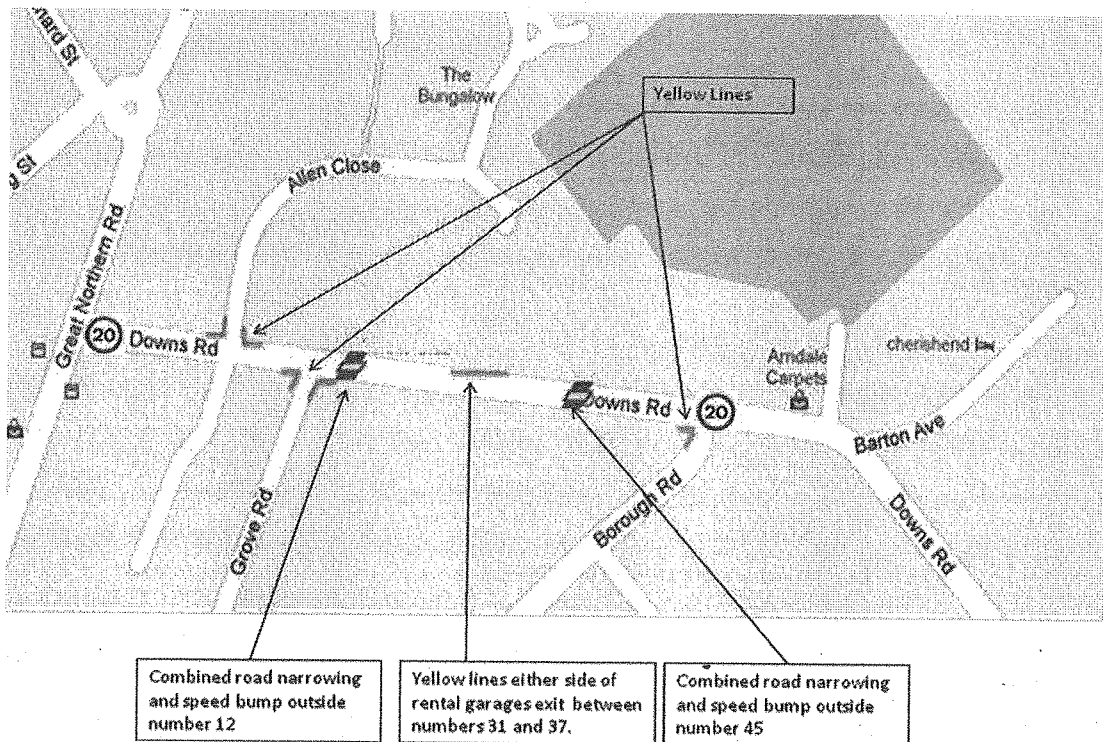 The
Bungalow
Yellow Lines
Allen Close
Great Northern Rd
20
Downs Rd
Arndale
Carpets
cherishend
Downs Rd
20
Barton Ave
Borough Rd
Grove Rd
Downs Rd
Combined road narrowing
and speed bump outside
number 12
Yellow lines either side of
rental garages exit between
numbers 31 and 37.
Combined road narrowing
and speed bump outside
number 45